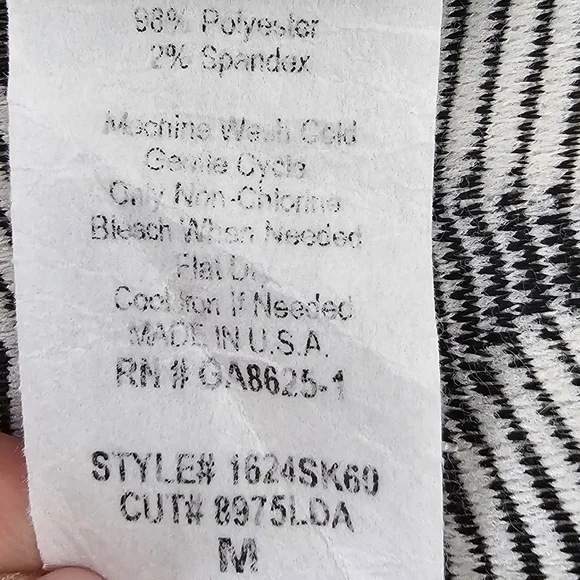 98% Polyester
2% Spandex
Machine Wash Cold
Gentle Cycle
Only Non-Chlorine
Bleach When Needed
Flat
Cool Iron If Needed
MADE IN U.S.A.
RN # GA8625-1
STYLE# 1624SK60
CUT# 8975LDA
M